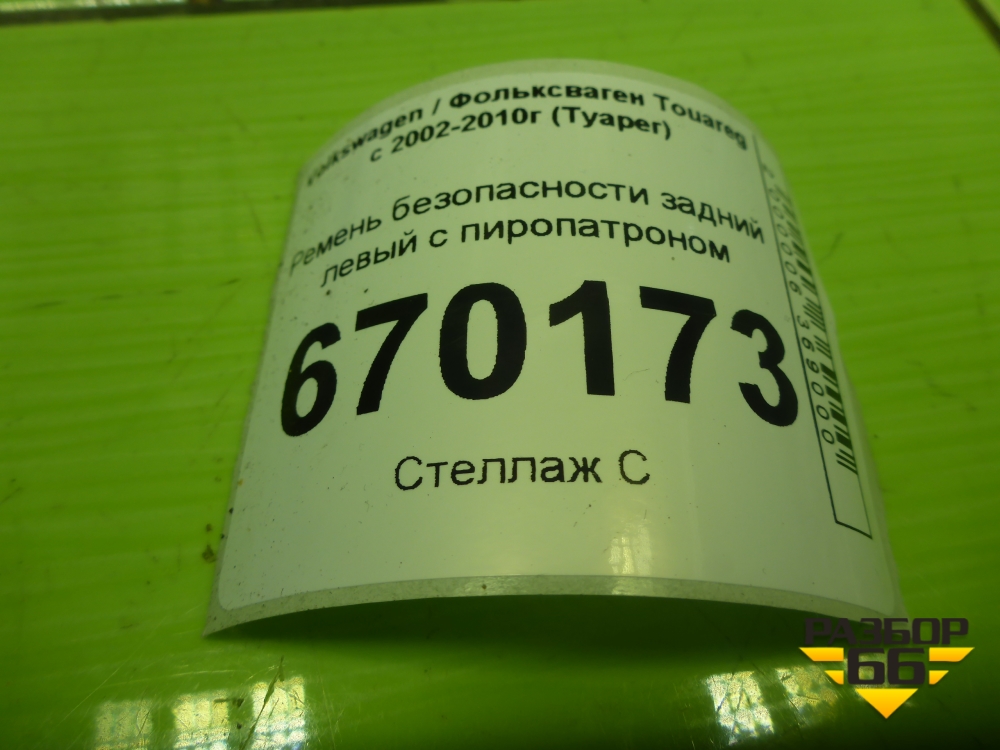 Volkswagen / Фольксваген Touareg
с 2002-2010г (Туарег)
Ремень безопасности задний
левый с пиропатроном
670173
Стеллаж С
РАЗБОР
66